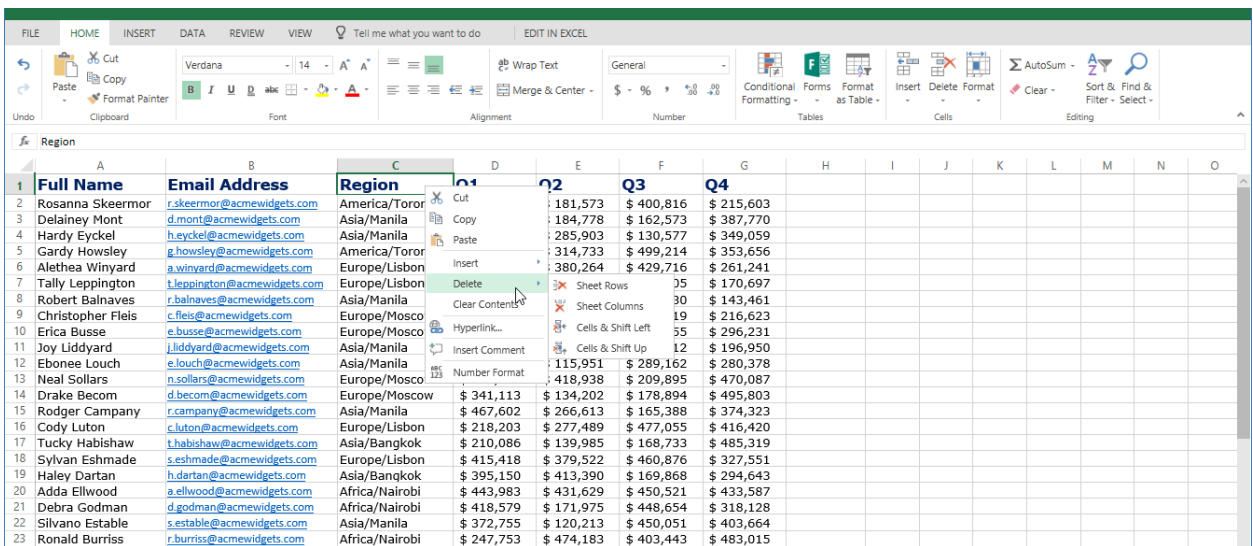 FILE HOME INSERT DATA REVIEW VIEW Tell me what you want to do EDIT IN EXCEL
Cut
Copy
Format Painter
Paste
Verdana 14 A A
B I U D abc A
Wrap Text
Merge & Center
General
$ % , .0 .00 .00 .0
Conditional Formatting Forms Format as Table
Insert Delete Format
AutoSum
Clear
Sort & Filter Find & Select
Undo Clipboard Font Alignment Number Tables Cells Editing
fx Region
A B C D E F G H I J K L M N O
1 Full Name Email Address Region Q1 Q2 Q3 Q4
2 Rosanna Skeermor r.skeermor@acmewidgets.com America/Toror 181,573 $ 400,816 $ 215,603
3 Delainey Mont d.mont@acmewidgets.com Asia/Manila 184,778 $ 162,573 $ 387,770
4 Hardy Eyckel h.eyckel@acmewidgets.com Asia/Manila 285,903 $ 130,577 $ 349,059
5 Gardy Howsley g.howsley@acmewidgets.com America/Toror 314,733 $ 499,214 $ 353,656
6 Alethea Winyard a.winyard@acmewidgets.com Europe/Lisbon 380,264 $ 429,716 $ 261,241
7 Tally Leppington t.leppington@acmewidgets.com Europe/Lisbon 05 $ 170,697
8 Robert Balnaves r.balnaves@acmewidgets.com Asia/Manila 30 $ 143,461
9 Christopher Fleis c.fleis@acmewidgets.com Europe/Mosco 19 $ 216,623
10 Erica Busse e.busse@acmewidgets.com Europe/Mosco 55 $ 296,231
11 Joy Liddyard j.liddyard@acmewidgets.com Asia/Manila 12 $ 196,950
12 Ebonee Louch e.louch@acmewidgets.com Asia/Manila 115,951 $ 289,162 $ 280,378
13 Neal Sollars n.sollars@acmewidgets.com Europe/Mosco 418,938 $ 209,895 $ 470,087
14 Drake Becom d.becom@acmewidgets.com Europe/Moscow $ 341,113 $ 134,202 $ 178,894 $ 495,803
15 Rodger Campany r.campany@acmewidgets.com Asia/Manila $ 467,602 $ 266,613 $ 165,388 $ 374,323
16 Cody Luton c.luton@acmewidgets.com Europe/Lisbon $ 218,203 $ 277,489 $ 477,055 $ 416,420
17 Tucky Habishaw t.habishaw@acmewidgets.com Asia/Bangkok $ 210,086 $ 139,985 $ 168,733 $ 485,319
18 Sylvan Eshmade s.eshmade@acmewidgets.com Europe/Lisbon $ 415,418 $ 379,522 $ 460,876 $ 327,551
19 Haley Dartan h.dartan@acmewidgets.com Asia/Bangkok $ 395,150 $ 413,390 $ 169,868 $ 294,643
20 Adda Ellwood a.ellwood@acmewidgets.com Africa/Nairobi $ 443,983 $ 431,629 $ 450,521 $ 433,587
21 Debra Godman d.godman@acmewidgets.com Africa/Nairobi $ 418,579 $ 171,975 $ 448,654 $ 318,128
22 Silvano Estable s.estable@acmewidgets.com Asia/Manila $ 372,755 $ 120,213 $ 450,051 $ 403,664
23 Ronald Burriss r.burriss@acmewidgets.com Africa/Nairobi $ 247,753 $ 474,183 $ 403,443 $ 483,015
Cut
Copy
Paste
Insert
Delete
Clear Contents
Hyperlink...
Insert Comment
ABC 123 Number Format
Sheet Rows
Sheet Columns
Cells & Shift Left
Cells & Shift Up